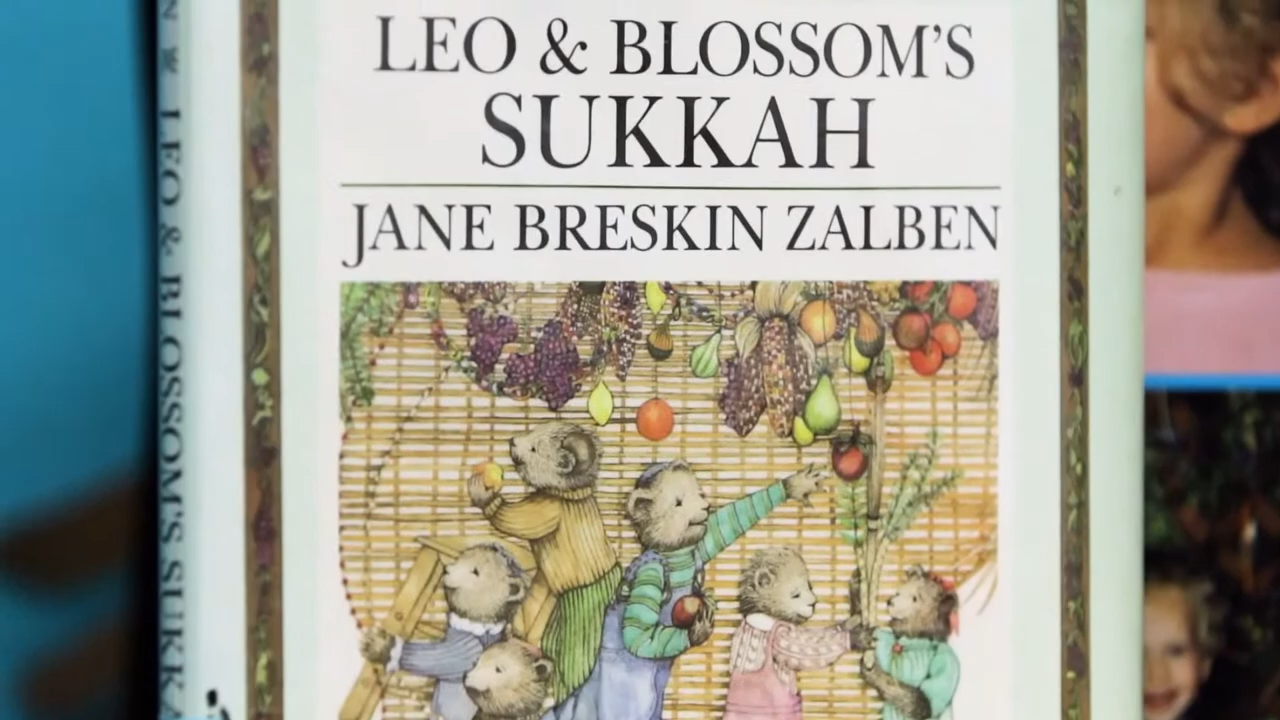 LEO & BLOSSOM'S
SUKKAH
JANE BRESKIN ZALBEN
LEO & BLOSSOM'S SUKKA